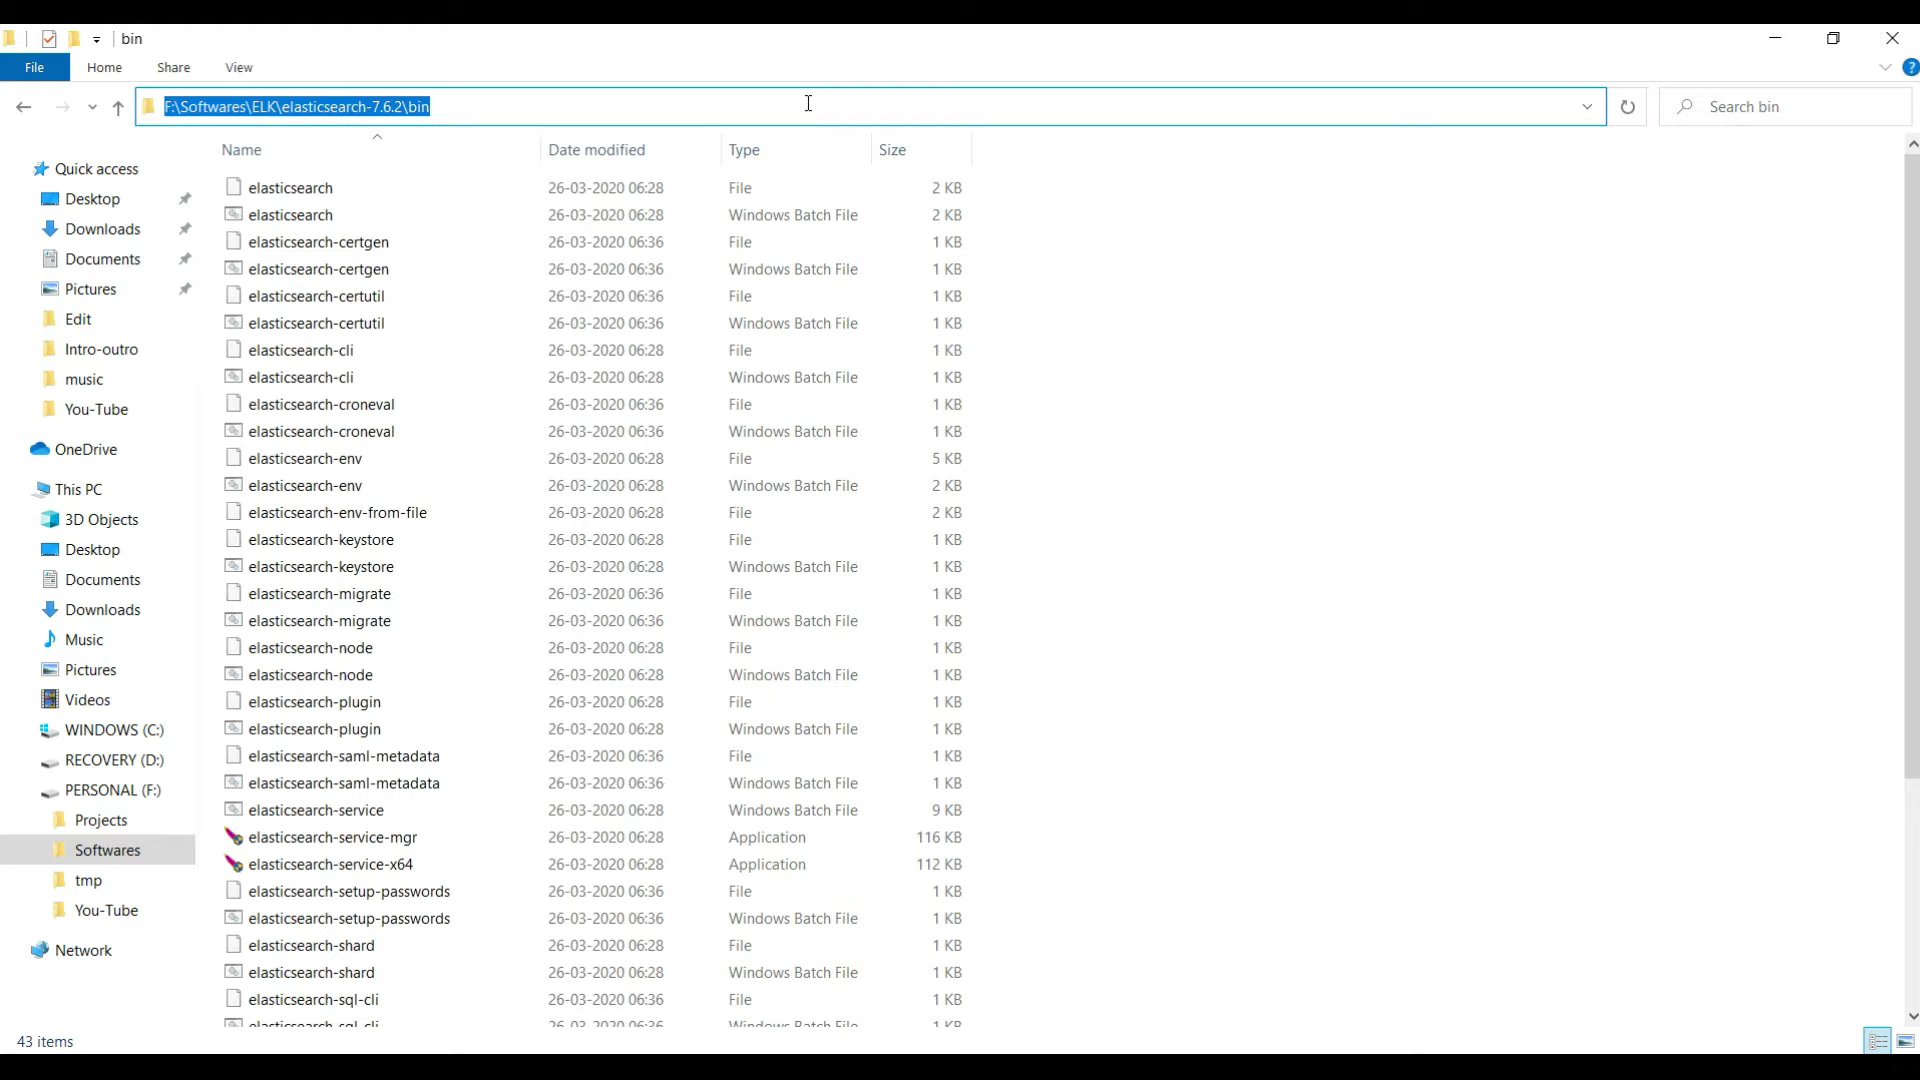 bin
File Home Share View
F:\Softwares\ELK\elasticsearch-7.6.2\bin
Search bin
Name Date modified Type Size
Quick access
Desktop
Downloads
Documents
Pictures
Edit
Intro-outro
music
You-Tube
OneDrive
This PC
3D Objects
Desktop
Documents
Downloads
Music
Pictures
Videos
WINDOWS (C:)
RECOVERY (D:)
PERSONAL (F:)
Projects
Softwares
tmp
You-Tube
Network
elasticsearch 26-03-2020 06:28 File 2 KB
elasticsearch 26-03-2020 06:28 Windows Batch File 2 KB
elasticsearch-certgen 26-03-2020 06:36 File 1 KB
elasticsearch-certgen 26-03-2020 06:36 Windows Batch File 1 KB
elasticsearch-certutil 26-03-2020 06:36 File 1 KB
elasticsearch-certutil 26-03-2020 06:36 Windows Batch File 1 KB
elasticsearch-cli 26-03-2020 06:28 File 1 KB
elasticsearch-cli 26-03-2020 06:28 Windows Batch File 1 KB
elasticsearch-croneval 26-03-2020 06:36 File 1 KB
elasticsearch-croneval 26-03-2020 06:36 Windows Batch File 1 KB
elasticsearch-env 26-03-2020 06:28 File 5 KB
elasticsearch-env 26-03-2020 06:28 Windows Batch File 2 KB
elasticsearch-env-from-file 26-03-2020 06:28 File 2 KB
elasticsearch-keystore 26-03-2020 06:28 File 1 KB
elasticsearch-keystore 26-03-2020 06:28 Windows Batch File 1 KB
elasticsearch-migrate 26-03-2020 06:36 File 1 KB
elasticsearch-migrate 26-03-2020 06:36 Windows Batch File 1 KB
elasticsearch-node 26-03-2020 06:28 File 1 KB
elasticsearch-node 26-03-2020 06:28 Windows Batch File 1 KB
elasticsearch-plugin 26-03-2020 06:28 File 1 KB
elasticsearch-plugin 26-03-2020 06:28 Windows Batch File 1 KB
elasticsearch-saml-metadata 26-03-2020 06:36 File 1 KB
elasticsearch-saml-metadata 26-03-2020 06:36 Windows Batch File 1 KB
elasticsearch-service 26-03-2020 06:28 Windows Batch File 9 KB
elasticsearch-service-mgr 26-03-2020 06:28 Application 116 KB
elasticsearch-service-x64 26-03-2020 06:28 Application 112 KB
elasticsearch-setup-passwords 26-03-2020 06:36 File 1 KB
elasticsearch-setup-passwords 26-03-2020 06:36 Windows Batch File 1 KB
elasticsearch-shard 26-03-2020 06:28 File 1 KB
elasticsearch-shard 26-03-2020 06:28 Windows Batch File 1 KB
elasticsearch-sql-cli 26-03-2020 06:36 File 1 KB
elasticsearch-sql-cli 26-03-2020 06:36 Windows Batch File 1 KB
43 items